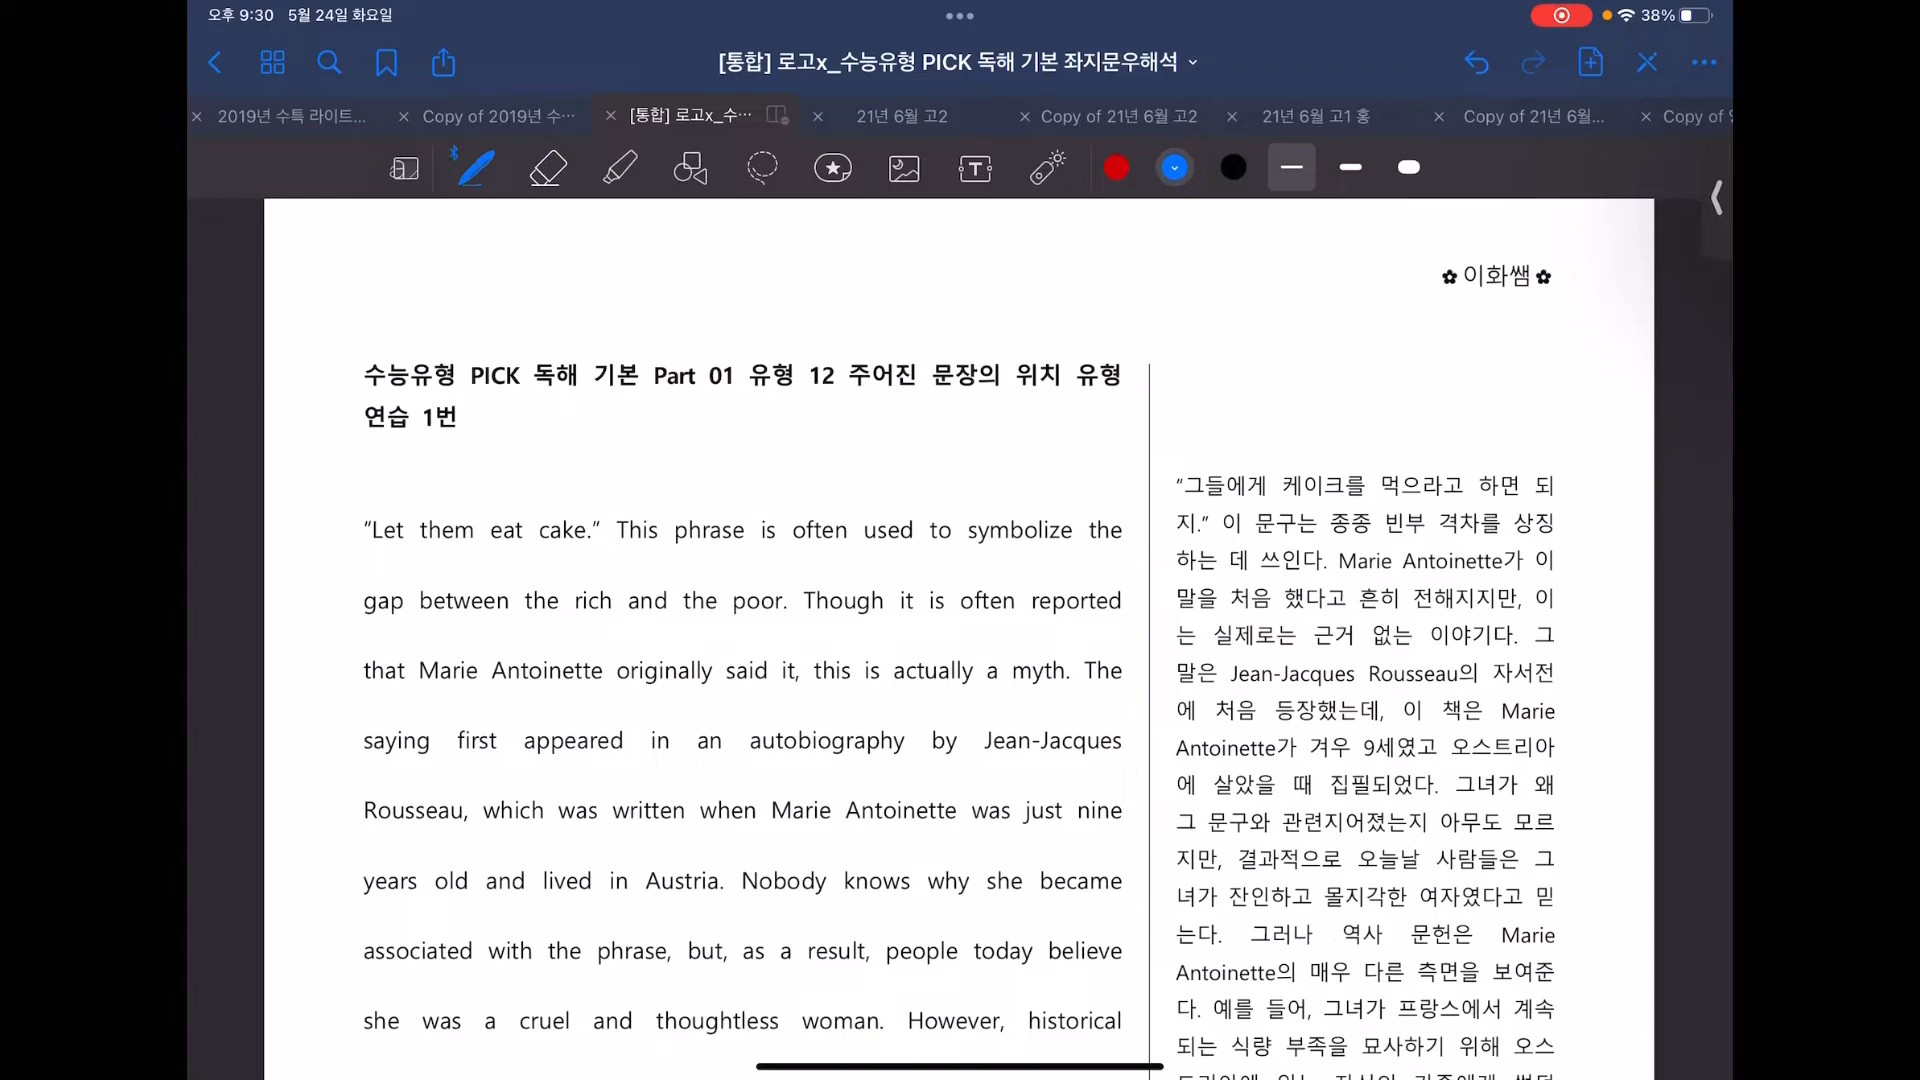 오후 9:30 5월 24일 화요일
38%
[통합] 로고x_수능유형 PICK 독해 기본 좌지문우해석
2019년 수특 라이트...
Copy of 2019년 수...
[통합] 로고x_수...
21년 6월 고2
Copy of 21년 6월 고2
21년 6월 고1 홍
Copy of 21년 6월...
Copy of
✿ 이화쌤 ✿
수능유형 PICK 독해 기본 Part 01 유형 12 주어진 문장의 위치 유형
연습 1번
“Let them eat cake.” This phrase is often used to symbolize the
gap between the rich and the poor. Though it is often reported
that Marie Antoinette originally said it, this is actually a myth. The
saying first appeared in an autobiography by Jean-Jacques
Rousseau, which was written when Marie Antoinette was just nine
years old and lived in Austria. Nobody knows why she became
associated with the phrase, but, as a result, people today believe
she was a cruel and thoughtless woman. However, historical
“그들에게 케이크를 먹으라고 하면 되
지.” 이 문구는 종종 빈부 격차를 상징
하는 데 쓰인다. Marie Antoinette가 이
말을 처음 했다고 흔히 전해지지만, 이
는 실제로는 근거 없는 이야기다. 그
말은 Jean-Jacques Rousseau의 자서전
에 처음 등장했는데, 이 책은 Marie
Antoinette가 겨우 9세였고 오스트리아
에 살았을 때 집필되었다. 그녀가 왜
그 문구와 관련지어졌는지 아무도 모르
지만, 결과적으로 오늘날 사람들은 그
녀가 잔인하고 몰지각한 여자였다고 믿
는다. 그러나 역사 문헌은 Marie
Antoinette의 매우 다른 측면을 보여준
다. 예를 들어, 그녀가 프랑스에서 계속
되는 식량 부족을 묘사하기 위해 오스